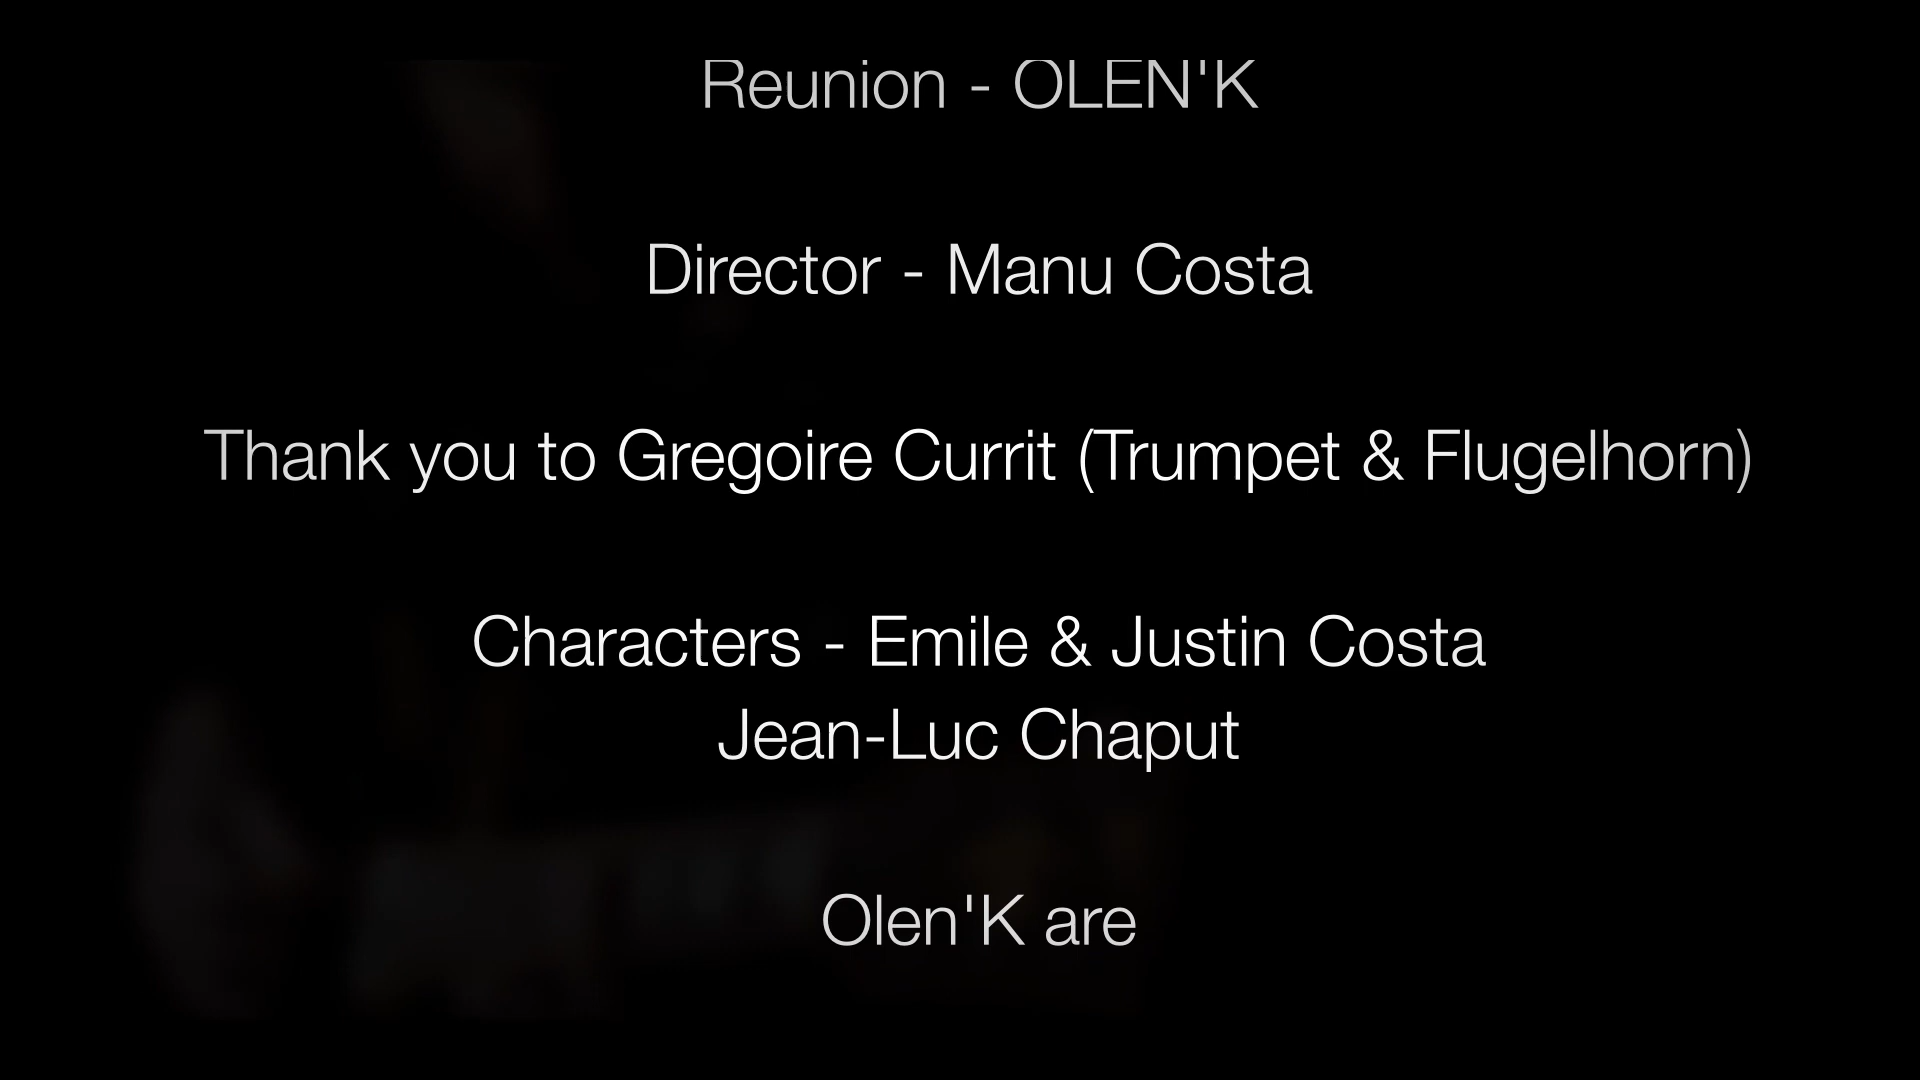 Reunion - OLEN'K
Director - Manu Costa
Thank you to Gregoire Currit (Trumpet & Flugelhorn)
Characters - Emile & Justin Costa
Jean-Luc Chaput
Olen'K are